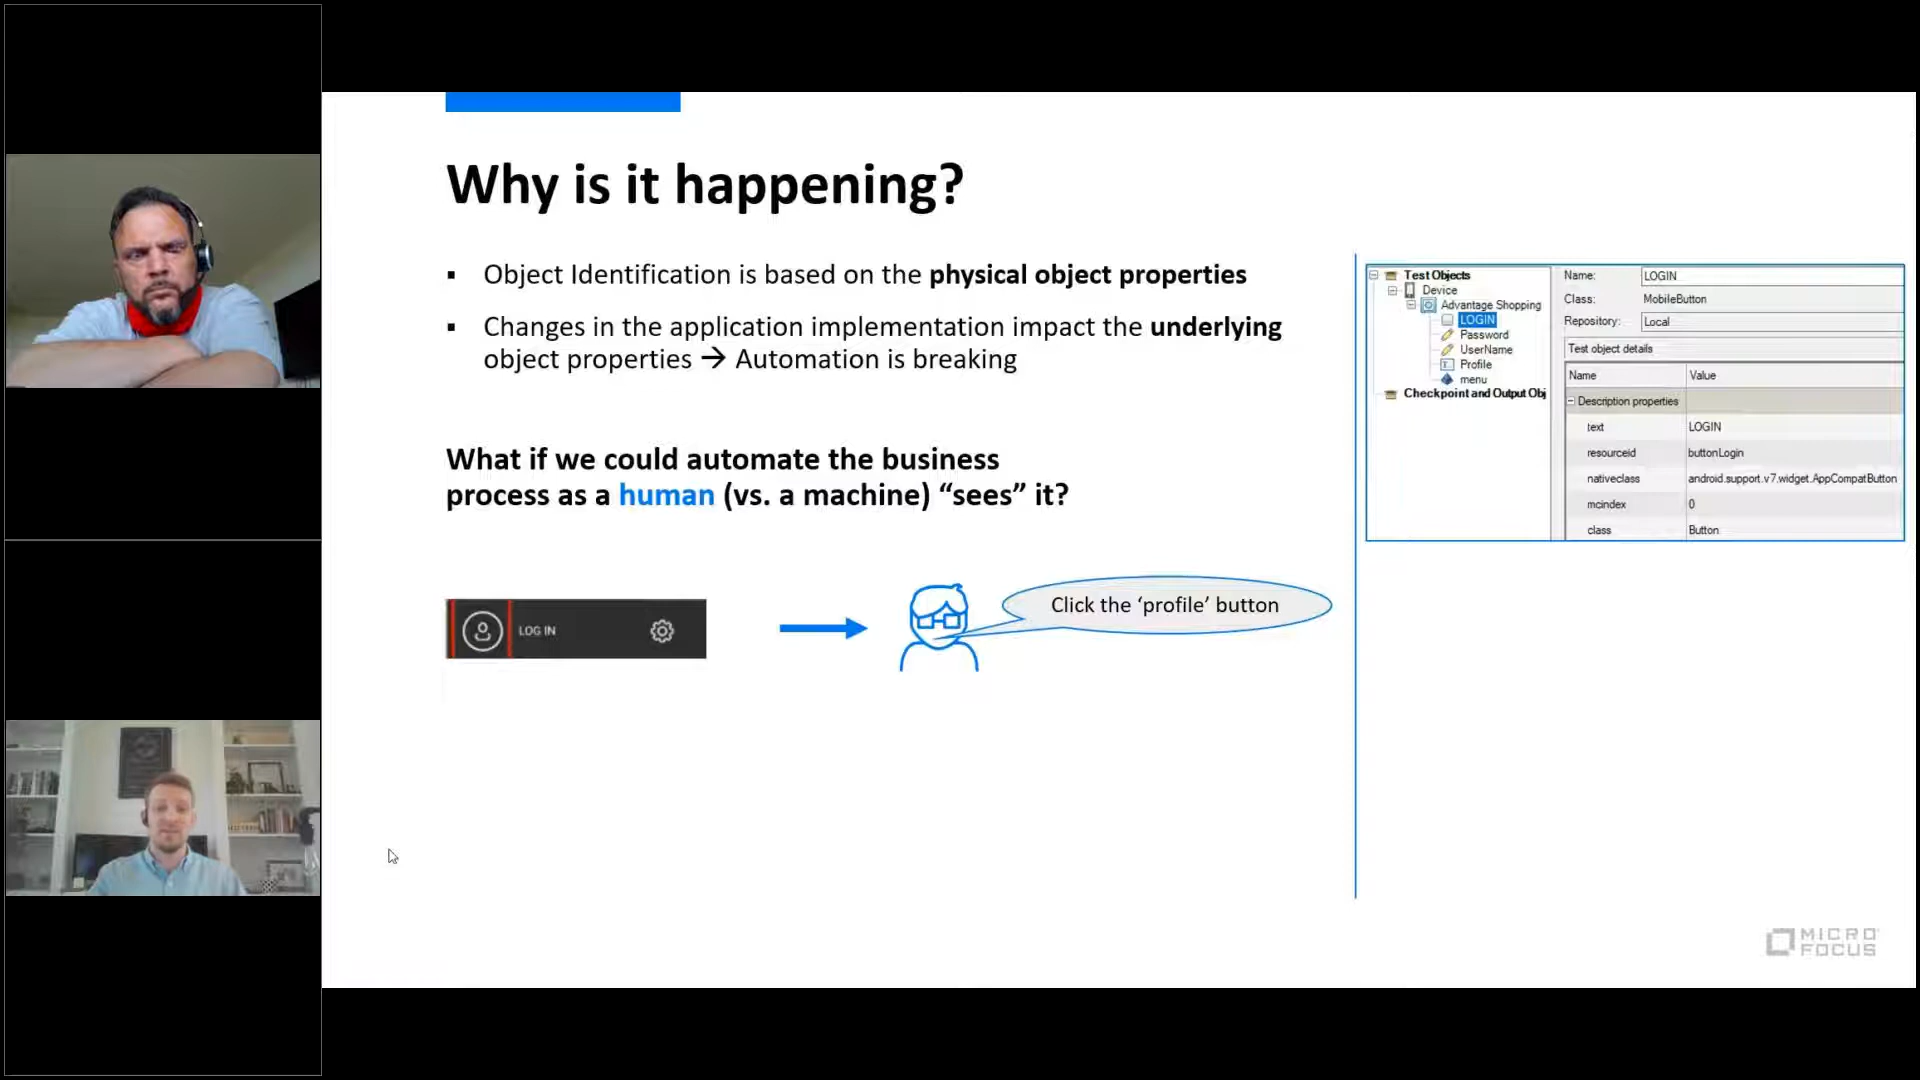 Why is it happening?
▪ Object Identification is based on the physical object properties
▪ Changes in the application implementation impact the underlying
object properties → Automation is breaking
What if we could automate the business
process as a human (vs. a machine) “sees” it?
LOG IN
Click the ‘profile’ button
Test Objects
Device
Advantage Shopping
LOGIN
Password
UserName
Profile
menu
Checkpoint and Output Obj
Name: LOGIN
Class: MobileButton
Repository: Local
Test object details
Name Value
Description properties
text LOGIN
resourceid buttonLogin
nativeclass android.support.v7.widget.AppCompatButton
mcindex 0
class Button
MICRO
FOCUS